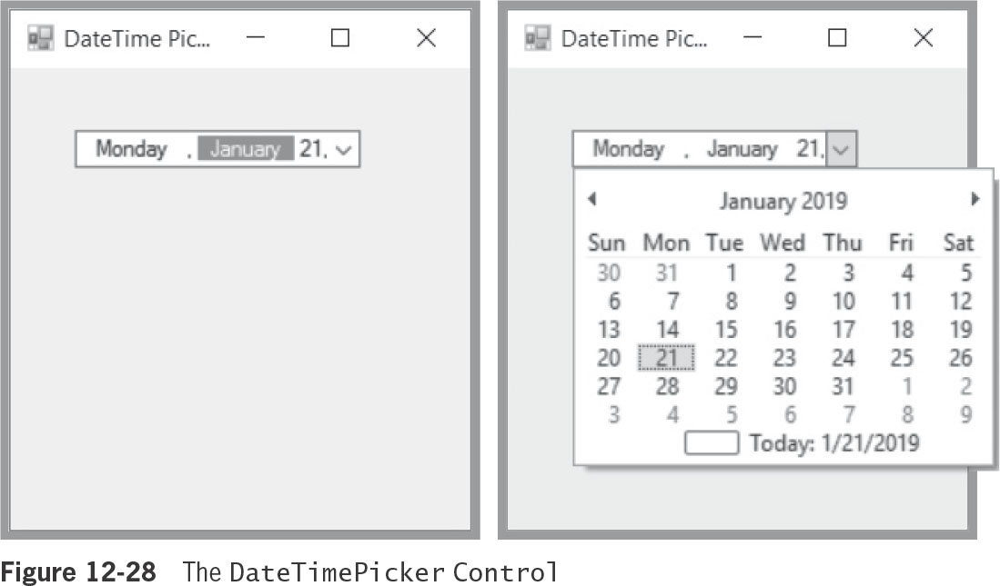 DateTime Pic...
Monday , January 21,
DateTime Pic...
Monday , January 21,
January 2019
Sun Mon Tue Wed Thu Fri Sat
30 31 1 2 3 4 5
6 7 8 9 10 11 12
13 14 15 16 17 18 19
20 21 22 23 24 25 26
27 28 29 30 31 1 2
3 4 5 6 7 8 9
Today: 1/21/2019
Figure 12-28 The DateTimePicker Control